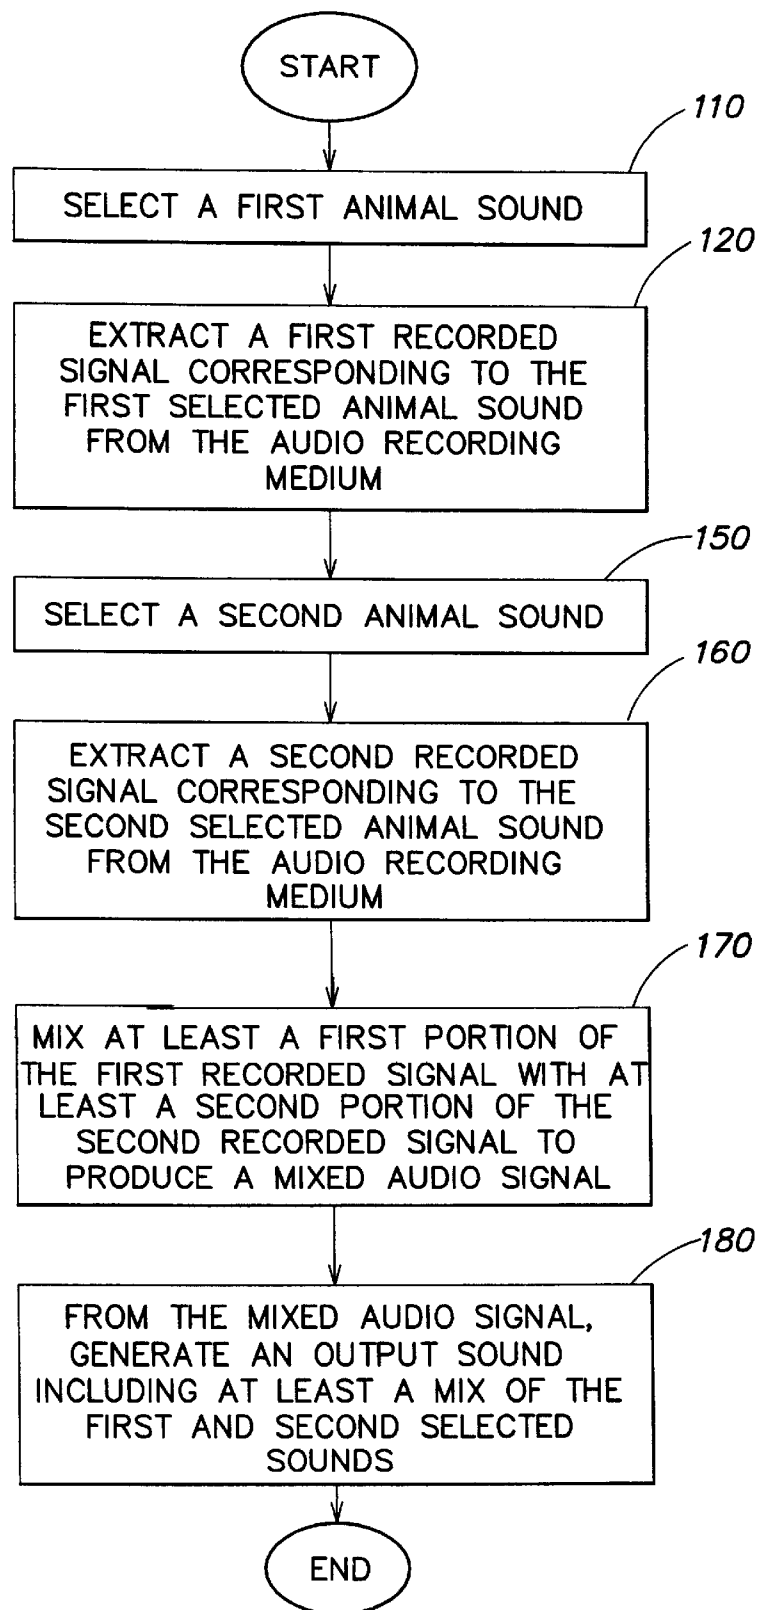 START
110
SELECT A FIRST ANIMAL SOUND
120
EXTRACT A FIRST RECORDED
SIGNAL CORRESPONDING TO THE
FIRST SELECTED ANIMAL SOUND
FROM THE AUDIO RECORDING
MEDIUM
150
SELECT A SECOND ANIMAL SOUND
160
EXTRACT A SECOND RECORDED
SIGNAL CORRESPONDING TO THE
SECOND SELECTED ANIMAL SOUND
FROM THE AUDIO RECORDING
MEDIUM
170
MIX AT LEAST A FIRST PORTION OF
THE FIRST RECORDED SIGNAL WITH AT
LEAST A SECOND PORTION OF THE
SECOND RECORDED SIGNAL TO
PRODUCE A MIXED AUDIO SIGNAL
180
FROM THE MIXED AUDIO SIGNAL,
GENERATE AN OUTPUT SOUND
INCLUDING AT LEAST A MIX OF THE
FIRST AND SECOND SELECTED
SOUNDS
END